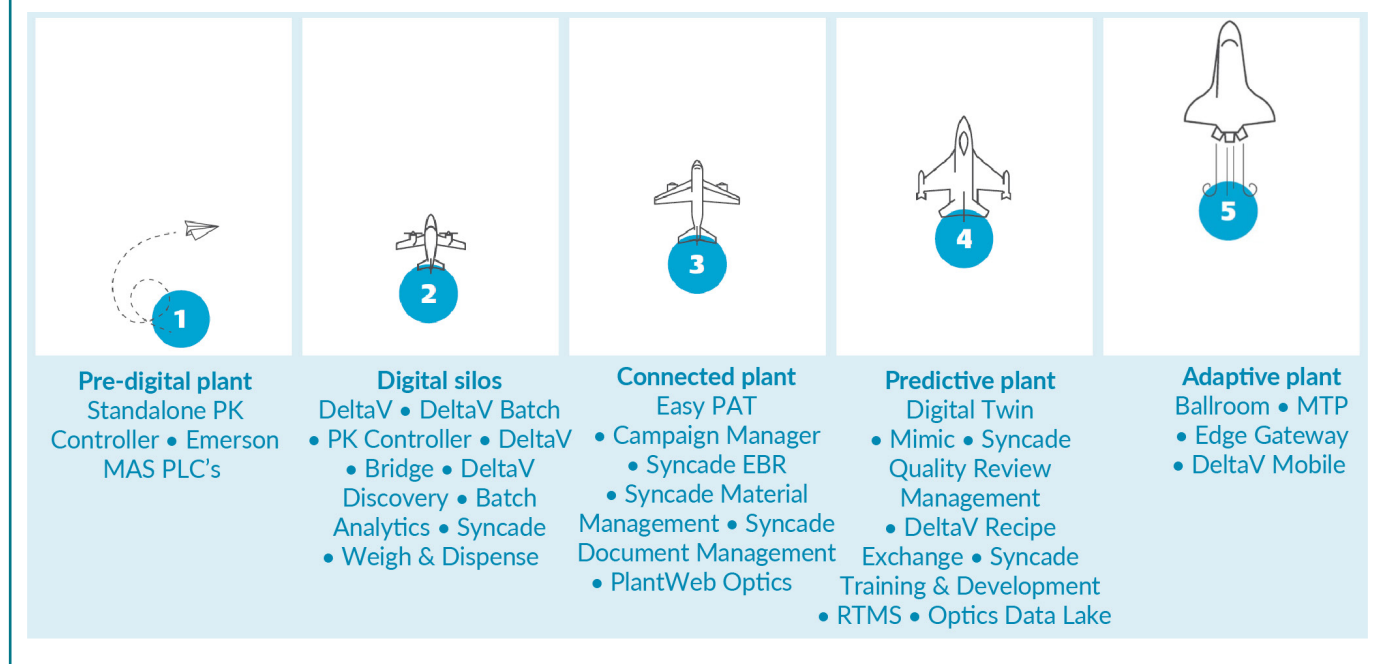 1
Pre-digital plant
Standalone PK
Controller • Emerson
MAS PLC's
2
Digital silos
DeltaV • DeltaV Batch
• PK Controller • DeltaV
• Bridge • DeltaV
Discovery • Batch
Analytics • Syncade
• Weigh & Dispense
3
Connected plant
Easy PAT
• Campaign Manager
• Syncade EBR
• Syncade Material
Management • Syncade
Document Management
• PlantWeb Optics
4
Predictive plant
Digital Twin
• Mimic • Syncade
Quality Review
Management
• DeltaV Recipe
Exchange • Syncade
Training & Development
• RTMS • Optics Data Lake
5
Adaptive plant
Ballroom • MTP
• Edge Gateway
• DeltaV Mobile